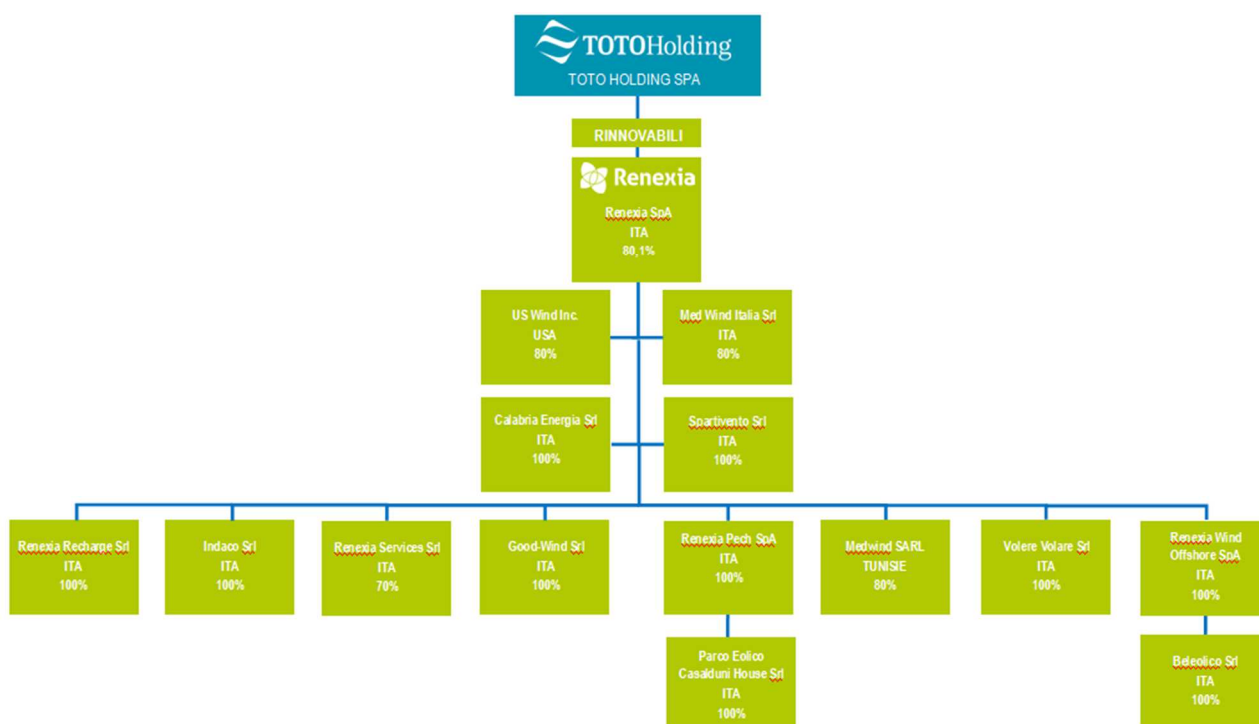 TOTOHolding
TOTO HOLDING SPA
RINNOVABILI
Renexia
Renexia SpA
ITA
80,1%
US Wind Inc.
USA
80%
Med Wind Italia Srl
ITA
80%
Calabria Energia Srl
ITA
100%
Spartivento Srl
ITA
100%
Renexia Recharge Srl
ITA
100%
Indaco Srl
ITA
100%
Renexia Services Srl
ITA
70%
Good-Wind Srl
ITA
100%
Renexia Pech SpA
ITA
100%
Medwind SARL
TUNISIE
80%
Volere Volare Srl
ITA
100%
Renexia Wind
Offshore SpA
ITA
100%
Parco Eolico
Casalduni House Srl
ITA
100%
Beleolico Srl
ITA
100%